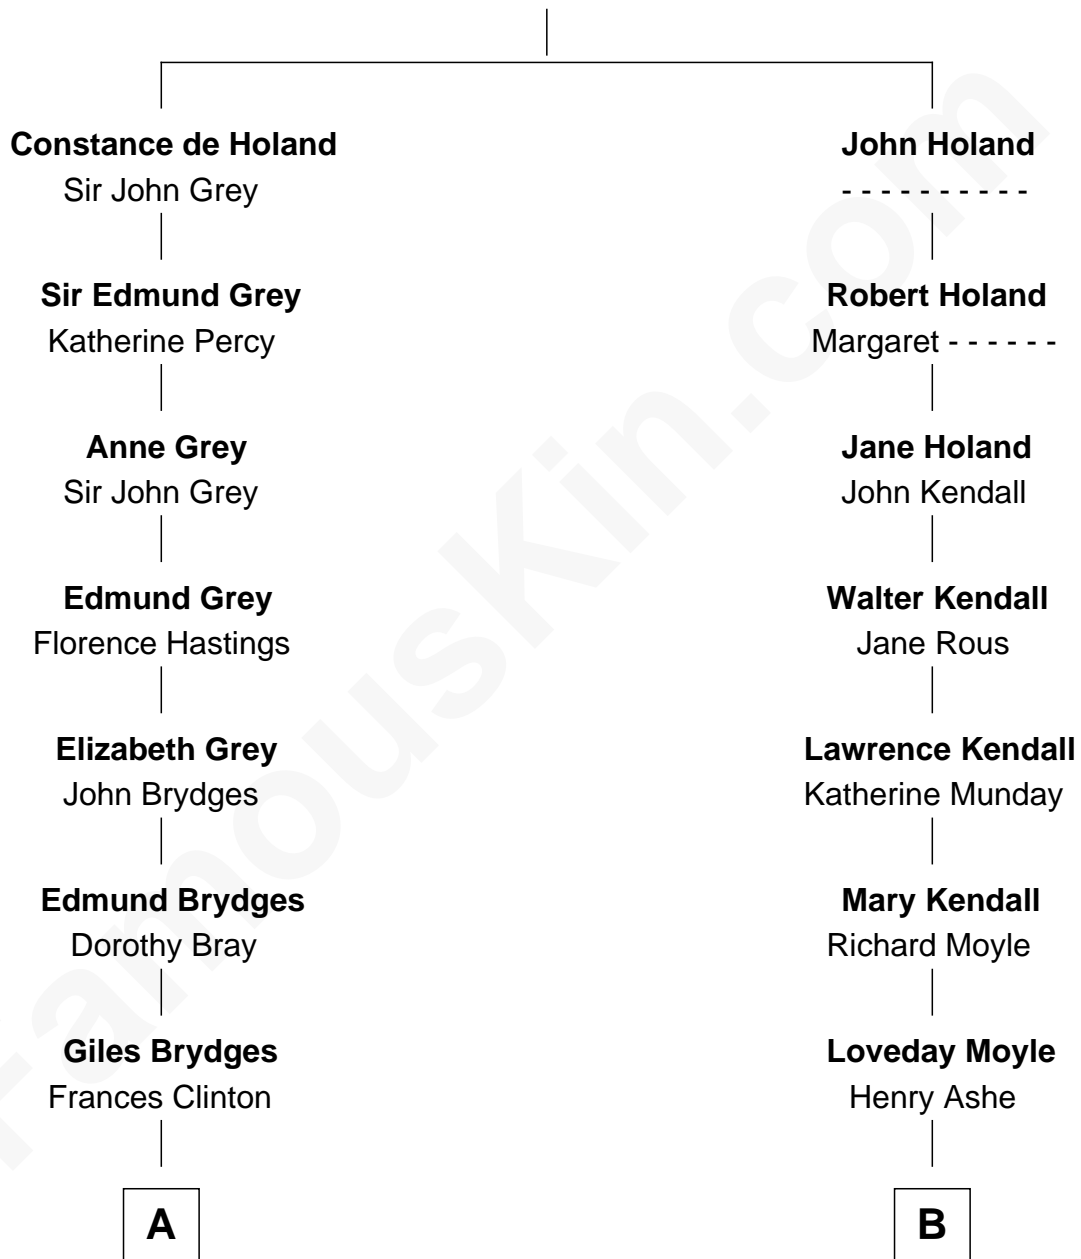 Constance de Holand
Sir John Grey
Sir Edmund Grey
Katherine Percy
Anne Grey
Sir John Grey
Edmund Grey
Florence Hastings
Elizabeth Grey
John Brydges
Edmund Brydges
Dorothy Bray
Giles Brydges
Frances Clinton
A
John Holand
- - - - - - - - - -
Robert Holand
Margaret - - - - - -
Jane Holand
John Kendall
Walter Kendall
Jane Rous
Lawrence Kendall
Katherine Munday
Mary Kendall
Richard Moyle
Loveday Moyle
Henry Ashe
B
FamousKin.com